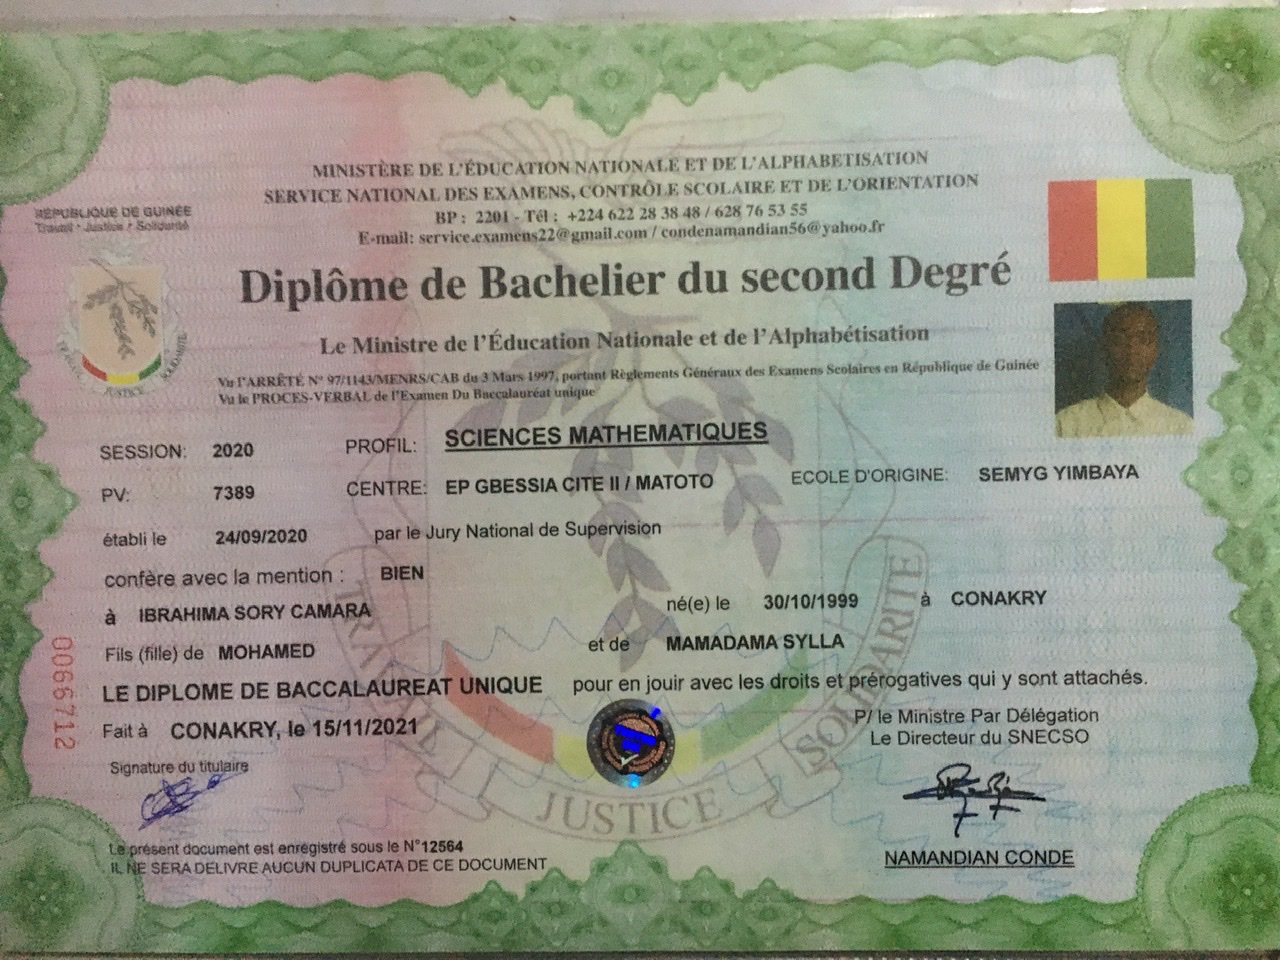 MINISTÈRE DE L'ÉDUCATION NATIONALE ET DE L'ALPHABETISATION
SERVICE NATIONAL DES EXAMENS, CONTRÔLE SCOLAIRE ET DE L'ORIENTATION
BP : 2201 - Tél : +224 622 28 38 48 / 628 76 53 55
E-mail: service.examens22@gmail.com / condenamandian56@yahoo.fr
RÉPUBLIQUE DE GUINÉE
Travail - Justice - Solidarité
Diplôme de Bachelier du second Degré
Le Ministre de l'Éducation Nationale et de l'Alphabétisation
TRAVAIL JUSTICE SOLIDARITÉ
Vu l'ARRÊTÉ N° 97/1143/MENRS/CAB du 3 Mars 1997, portant Règlements Généraux des Examens Scolaires en République de Guinée
Vu le PROCES-VERBAL de l'Examen Du Baccalauréat unique
SESSION: 2020 PROFIL: SCIENCES MATHEMATIQUES
PV: 7389 CENTRE: EP GBESSIA CITE II / MATOTO ECOLE D'ORIGINE: SEMYG YIMBAYA
établi le 24/09/2020 par le Jury National de Supervision
confère avec la mention : BIEN
à IBRAHIMA SORY CAMARA né(e) le 30/10/1999 à CONAKRY
Fils (fille) de MOHAMED et de MAMADAMA SYLLA
LE DIPLOME DE BACCALAUREAT UNIQUE pour en jouir avec les droits et prérogatives qui y sont attachés.
0066712
Fait à CONAKRY, le 15/11/2021
P/ le Ministre Par Délégation
Le Directeur du SNECSO
Signature du titulaire
TRAVAIL JUSTICE SOLIDARITÉ
Le présent document est enregistré sous le N°12564
IL NE SERA DELIVRE AUCUN DUPLICATA DE CE DOCUMENT
NAMANDIAN CONDE